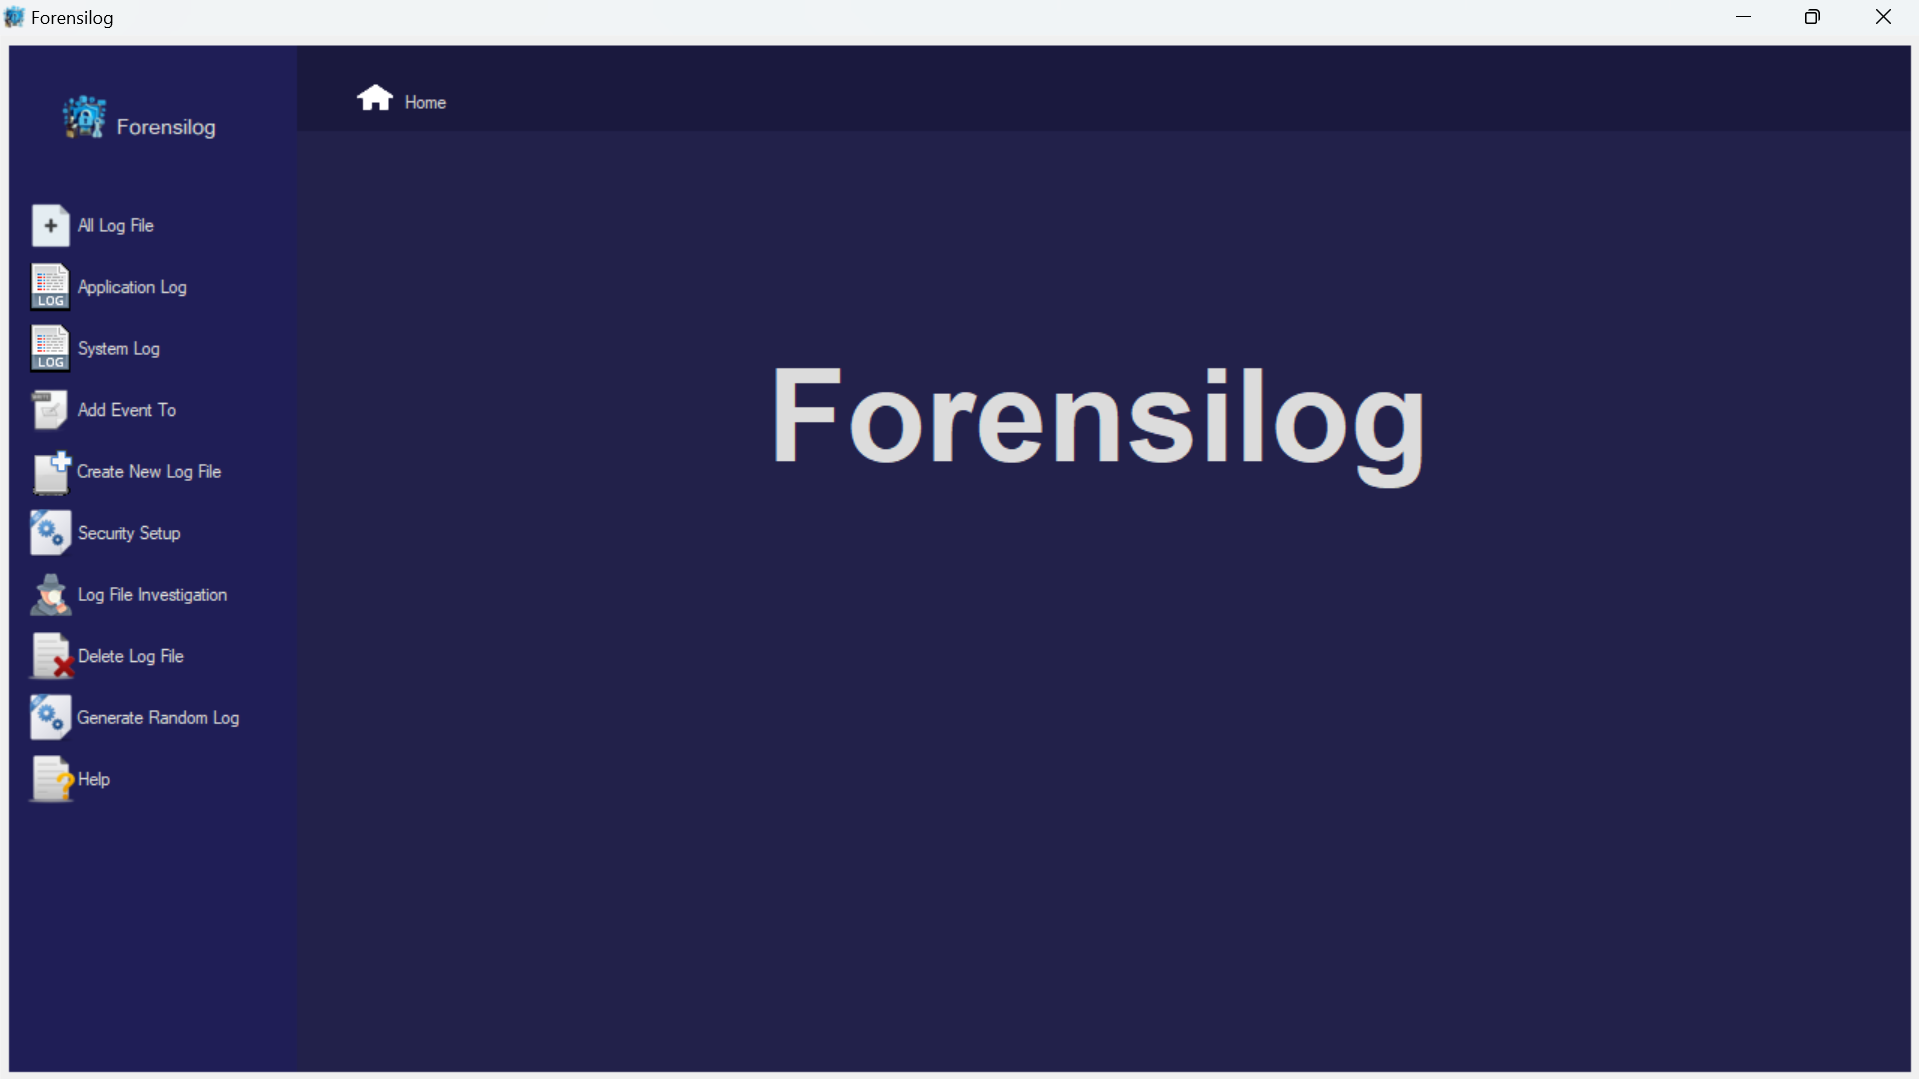 Forensilog
Forensilog
Home
All Log File
LOG
Application Log
LOG
System Log
Add Event To
Create New Log File
Security Setup
Log File Investigation
Delete Log File
Generate Random Log
Help
Forensilog